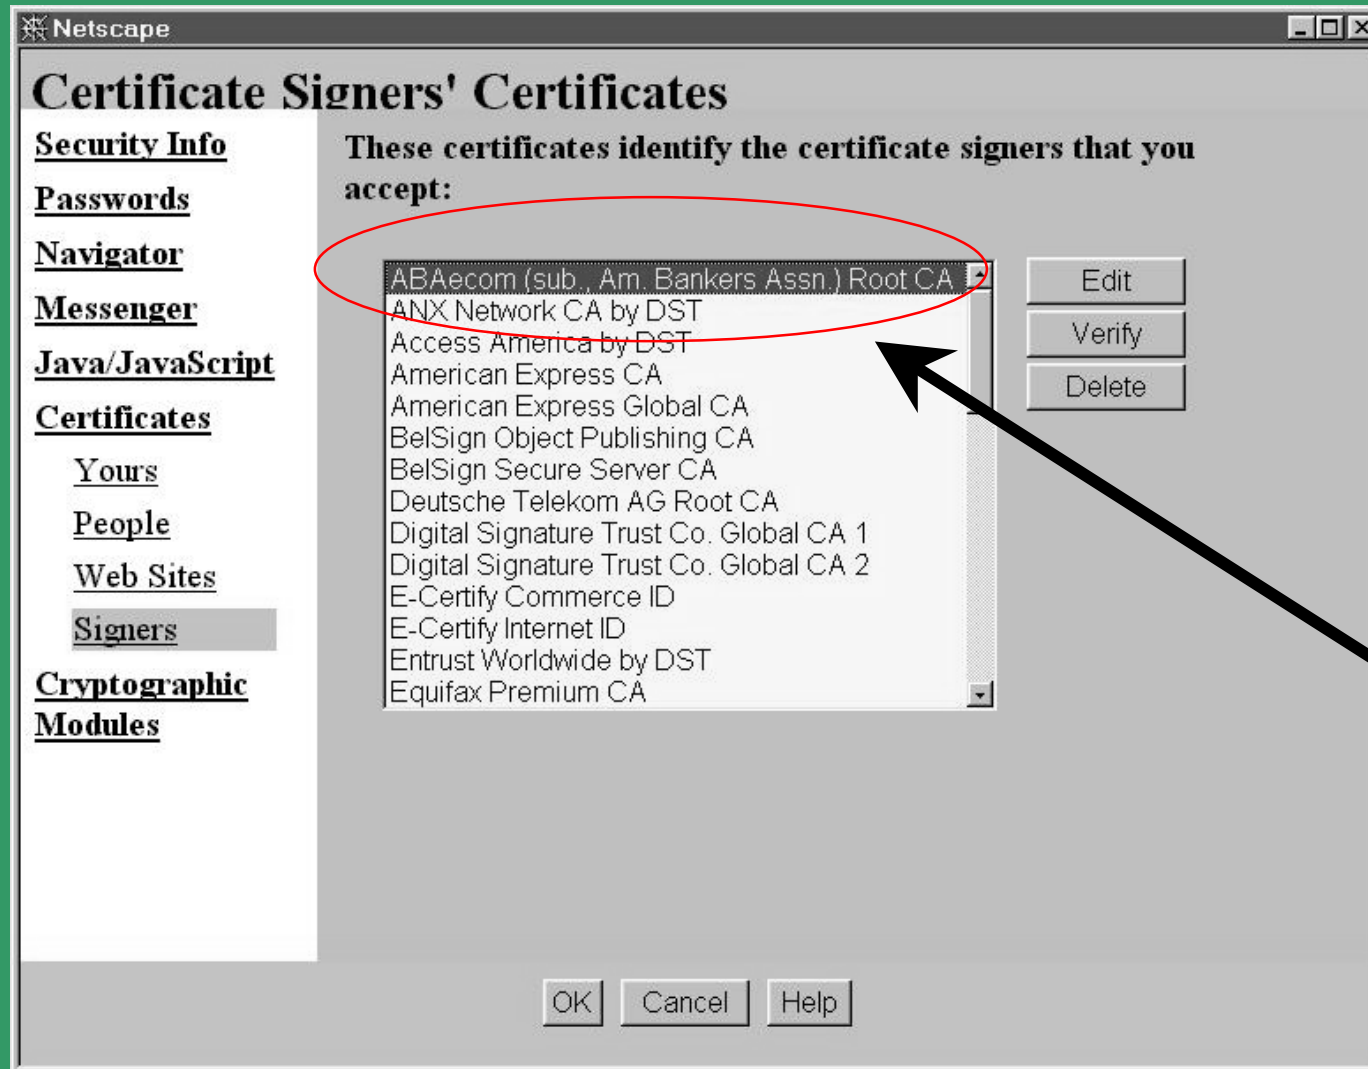 Netscape
Certificate Signers' Certificates
Security Info
Passwords
Navigator
Messenger
Java/JavaScript
Certificates
Yours
People
Web Sites
Signers
Cryptographic
Modules
These certificates identify the certificate signers that you
accept:
ABAecom (sub., Am. Bankers Assn.) Root CA
ANX Network CA by DST
Access America by DST
American Express CA
American Express Global CA
BelSign Object Publishing CA
BelSign Secure Server CA
Deutsche Telekom AG Root CA
Digital Signature Trust Co. Global CA 1
Digital Signature Trust Co. Global CA 2
E-Certify Commerce ID
E-Certify Internet ID
Entrust Worldwide by DST
Equifax Premium CA
Edit
Verify
Delete
OK
Cancel
Help